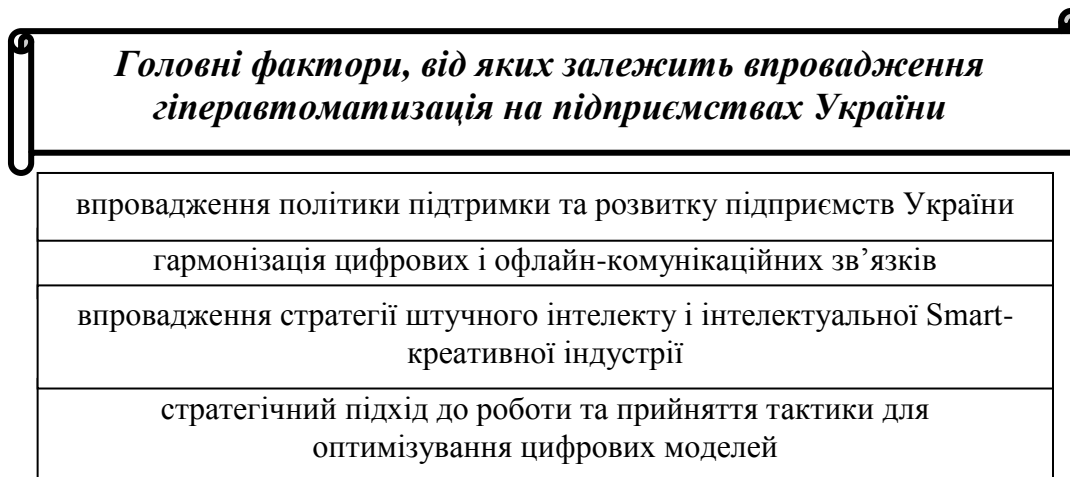 Головні фактори, від яких залежить впровадження
гіперавтоматизація на підприємствах України
впровадження політики підтримки та розвитку підприємств України
гармонізація цифрових і офлайн-комунікаційних зв’язків
впровадження стратегії штучного інтелекту і інтелектуальної Smart-
креативної індустрії
стратегічний підхід до роботи та прийняття тактики для
оптимізування цифрових моделей